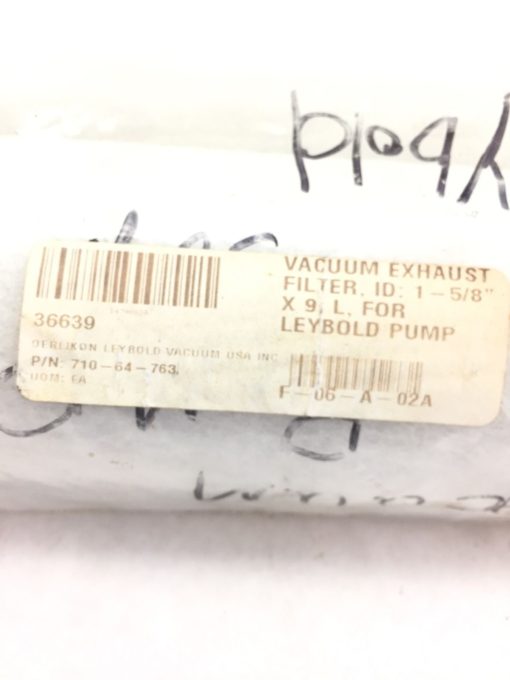 ybold
36639
OERLIKON LEYBOLD VACUUM USA INC
P/N: 710-64-763
UOM: EA
VACUUM EXHAUST
FILTER, ID: 1-5/8"
X 9, L, FOR
LEYBOLD PUMP
F-06-A-02A